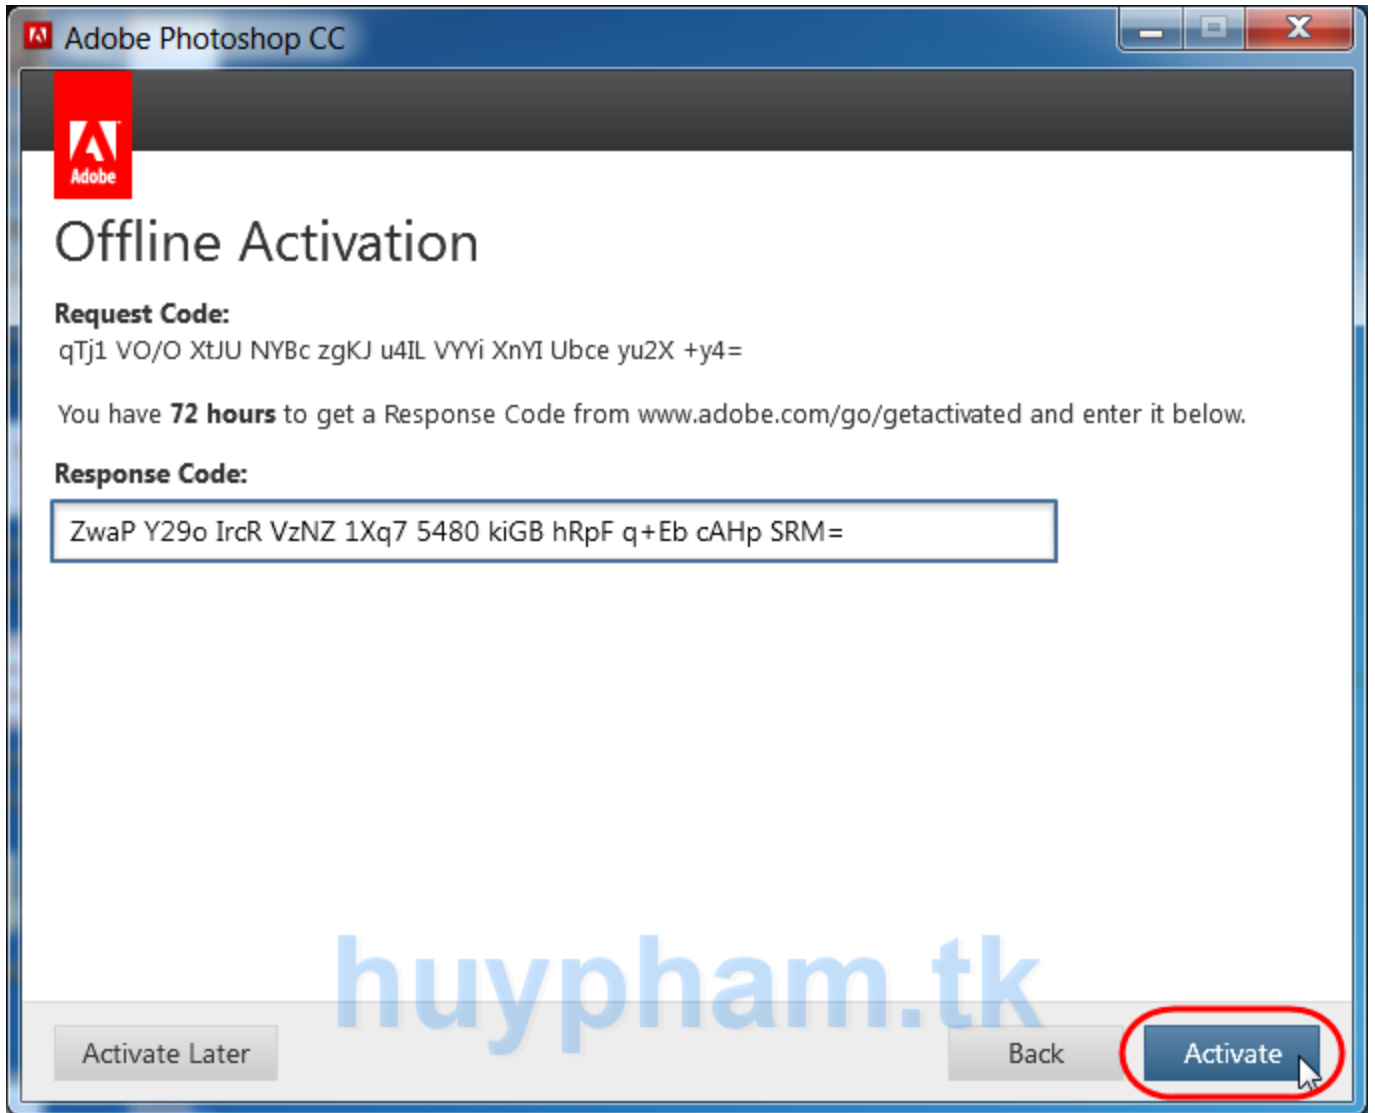 Adobe Photoshop CC
Adobe
Offline Activation
Request Code:
qTj1 VO/O XtJU NYBc zgKJ u4IL VYYi XnYI Ubce yu2X +y4=
You have 72 hours to get a Response Code from www.adobe.com/go/getactivated and enter it below.
Response Code:
ZwaP Y29o IrcR VzNZ 1Xq7 5480 kiGB hRpF q+Eb cAHp SRM=
huypham.tk
Activate Later
Back
Activate